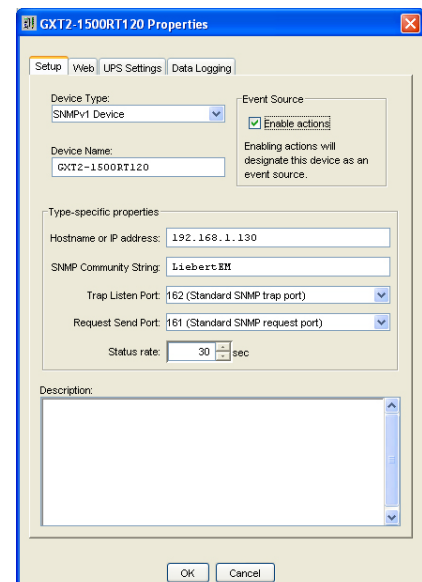 GXT2-1500RT120 Properties
Setup Web UPS Settings Data Logging
Device Type:
SNMPv1 Device
Device Name:
GXT2-1500RT120
Event Source
Enable actions
Enabling actions will
designate this device as an
event source.
Type-specific properties
Hostname or IP address: 192.168.1.130
SNMP Community String: LiebertEM
Trap Listen Port: 162 (Standard SNMP trap port)
Request Send Port: 161 (Standard SNMP request port)
Status rate: 30 sec
Description:
OK Cancel